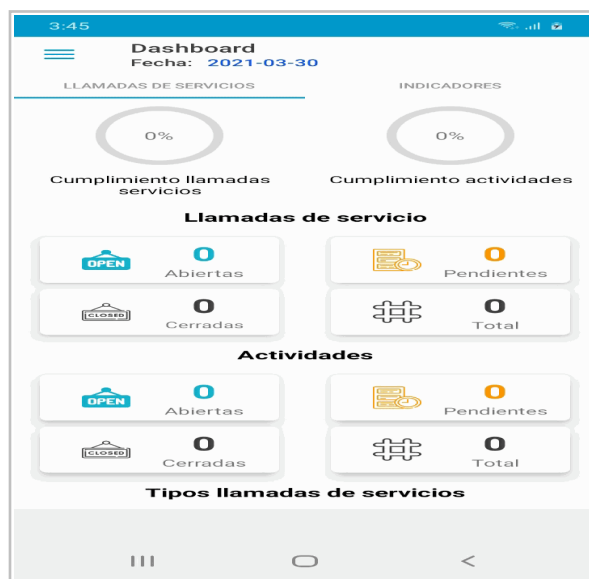 3:45
Dashboard
Fecha: 2021-03-30
LLAMADAS DE SERVICIOS
INDICADORES
0%
0%
Cumplimiento llamadas
servicios
Cumplimiento actividades
Llamadas de servicio
OPEN
0
Abiertas
0
Pendientes
CLOSED
0
Cerradas
0
Total
Actividades
OPEN
0
Abiertas
0
Pendientes
CLOSED
0
Cerradas
0
Total
Tipos llamadas de servicios